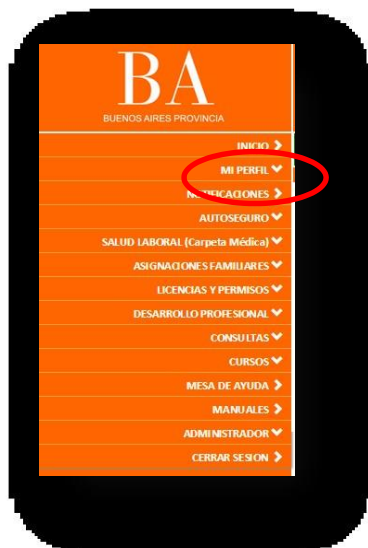 BA
BUENOS AIRES PROVINCIA
INICIO
MI PERFIL
NOTIFICACIONES
AUTOSEGURO
SALUD LABORAL (Carpeta Médica)
ASIGNACIONES FAMILIARES
LICENCIAS Y PERMISOS
DESARROLLO PROFESIONAL
CONSULTAS
CURSOS
MESA DE AYUDA
MANUALES
ADMINISTRADOR
CERRAR SESION